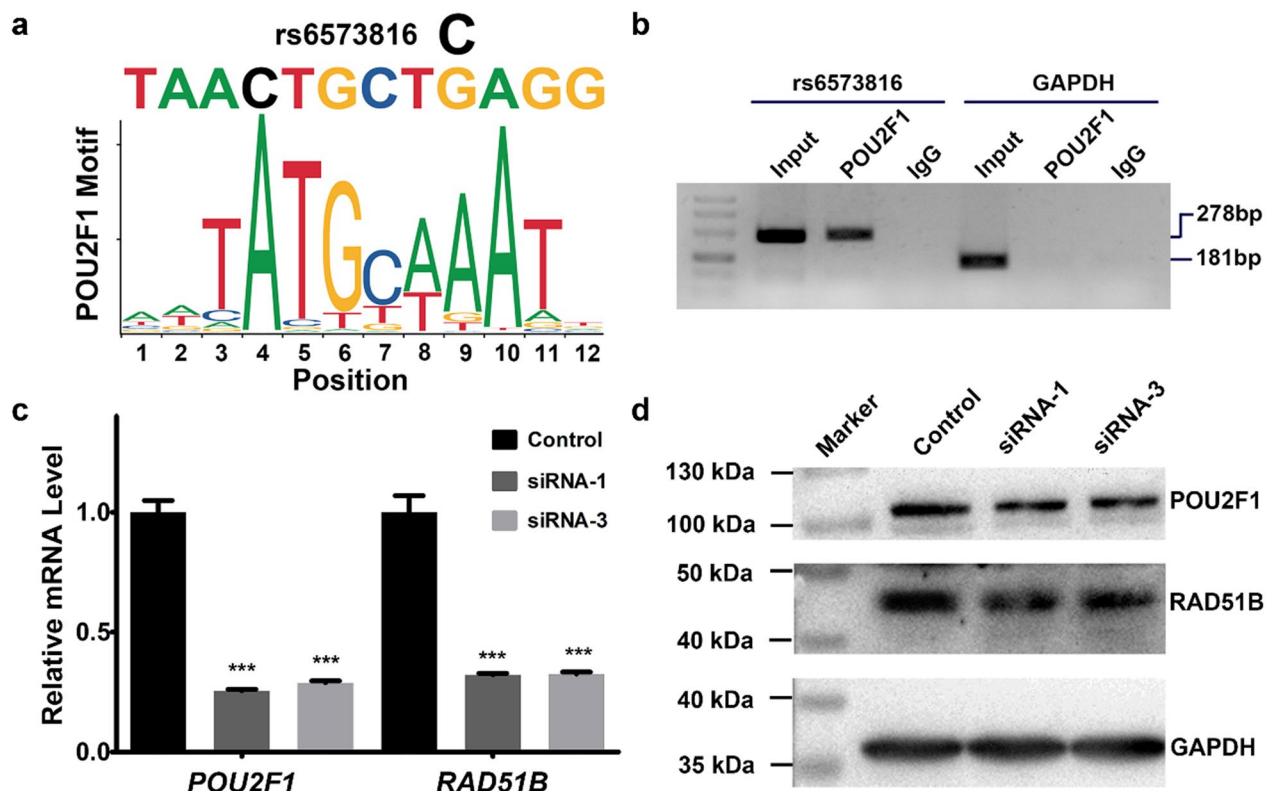 a
rs6573816 C
TAACTGCTGAGG
POU2F1 Motif
1 2 3 4 5 6 7 8 9 10 11 12
Position
b
rs6573816 GAPDH
Input POU2F1 IgG Input POU2F1 IgG
278bp
181bp
c
Relative mRNA Level
1.0
0.5
0.0
Control
siRNA-1
siRNA-3
*** *** *** ***
POU2F1 RAD51B
d
Marker Control siRNA-1 siRNA-3
130 kDa
100 kDa
POU2F1
50 kDa
40 kDa
RAD51B
40 kDa
35 kDa
GAPDH